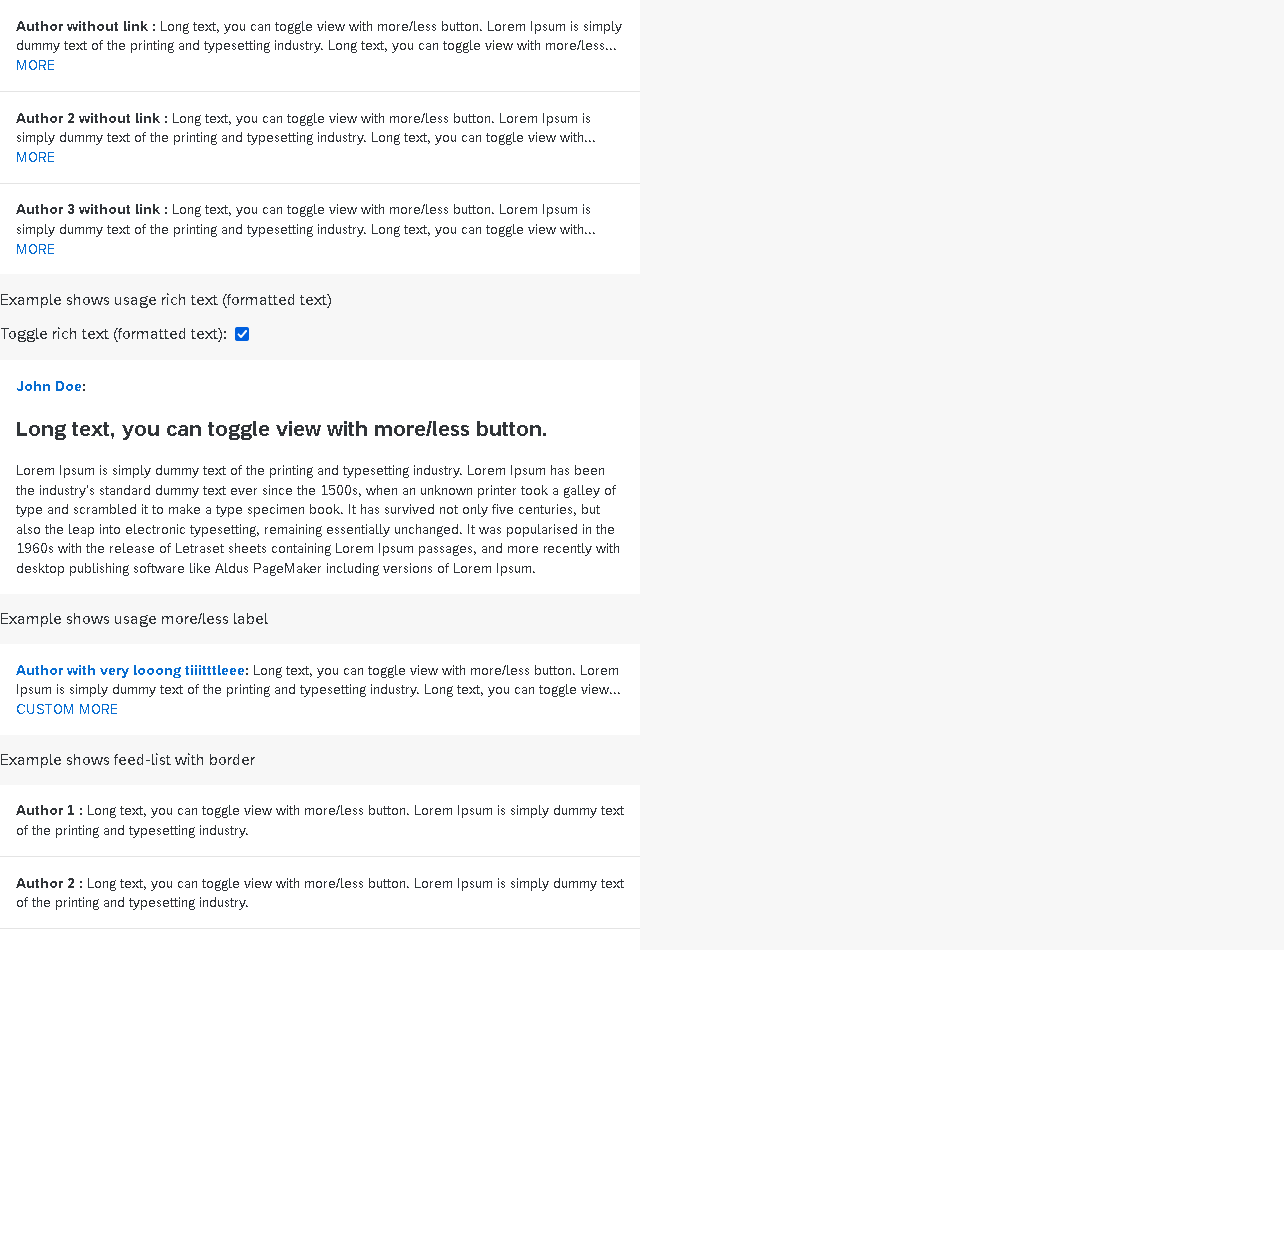 Author without link : Long text, you can toggle view with more/less button. Lorem Ipsum is simply
dummy text of the printing and typesetting industry. Long text, you can toggle view with more/less...
MORE
Author 2 without link : Long text, you can toggle view with more/less button. Lorem Ipsum is
simply dummy text of the printing and typesetting industry. Long text, you can toggle view with...
MORE
Author 3 without link : Long text, you can toggle view with more/less button. Lorem Ipsum is
simply dummy text of the printing and typesetting industry. Long text, you can toggle view with...
MORE
Example shows usage rich text (formatted text)
Toggle rich text (formatted text):
John Doe:
Long text, you can toggle view with more/less button.
Lorem Ipsum is simply dummy text of the printing and typesetting industry. Lorem Ipsum has been
the industry's standard dummy text ever since the 1500s, when an unknown printer took a galley of
type and scrambled it to make a type specimen book. It has survived not only five centuries, but
also the leap into electronic typesetting, remaining essentially unchanged. It was popularised in the
1960s with the release of Letraset sheets containing Lorem Ipsum passages, and more recently with
desktop publishing software like Aldus PageMaker including versions of Lorem Ipsum.
Example shows usage more/less label
Author with very looong tiiitttleee: Long text, you can toggle view with more/less button. Lorem
Ipsum is simply dummy text of the printing and typesetting industry. Long text, you can toggle view...
CUSTOM MORE
Example shows feed-list with border
Author 1 : Long text, you can toggle view with more/less button. Lorem Ipsum is simply dummy text
of the printing and typesetting industry.
Author 2 : Long text, you can toggle view with more/less button. Lorem Ipsum is simply dummy text
of the printing and typesetting industry.